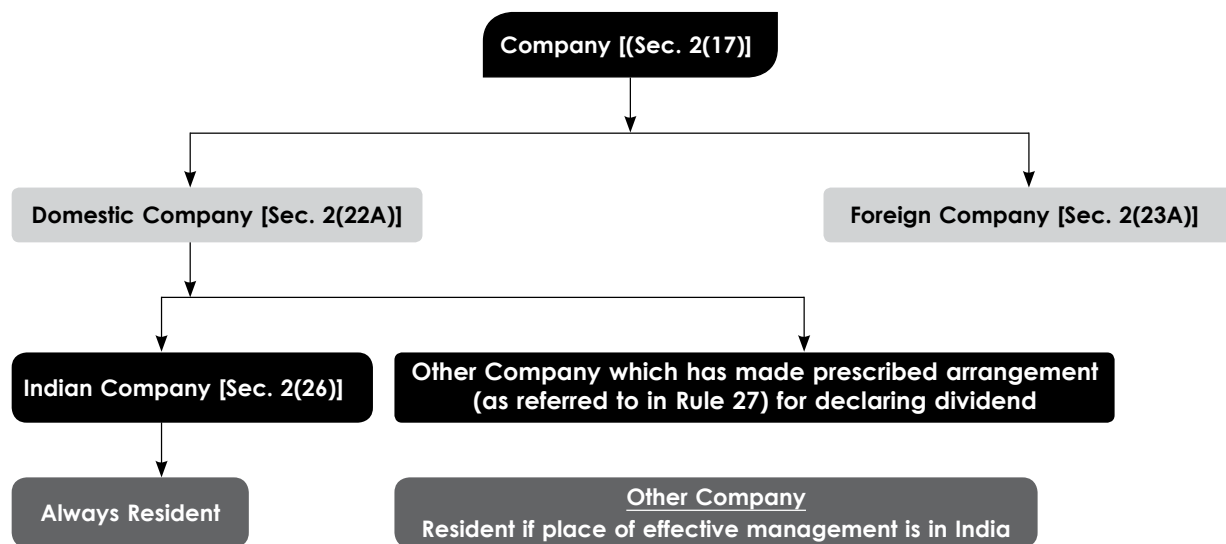 Company [(Sec. 2(17)]
Domestic Company [Sec. 2(22A)]
Foreign Company [Sec. 2(23A)]
Indian Company [Sec. 2(26)]
Other Company which has made prescribed arrangement
(as referred to in Rule 27) for declaring dividend
Always Resident
Other Company
Resident if place of effective management is in India